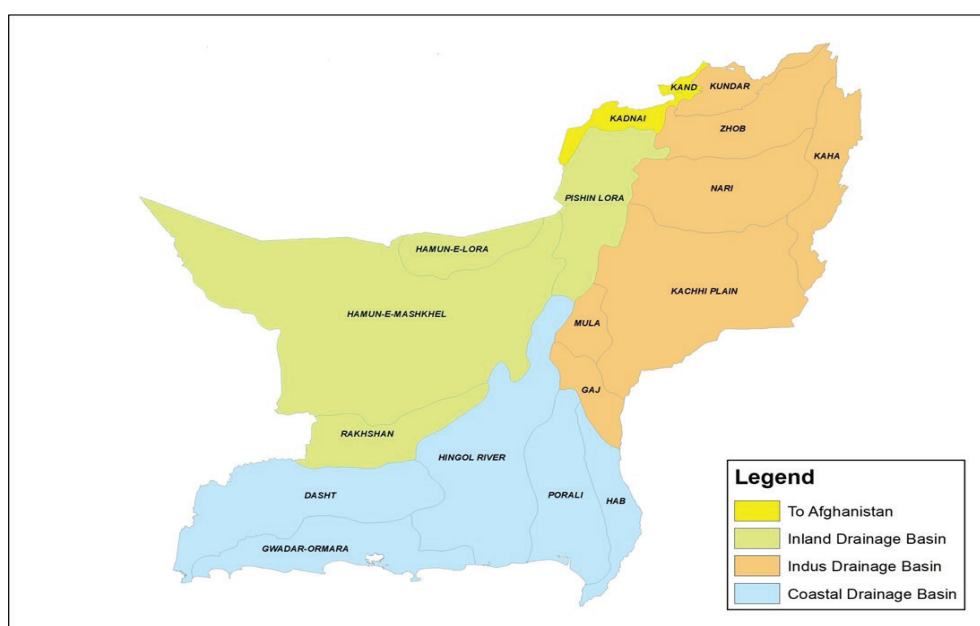 KAND
KUNDAR
KADNAI
ZHOB
KAHA
NARI
PISHIN LORA
HAMUN-E-LORA
KACHHI PLAIN
HAMUN-E-MASHKHEL
MULA
GAJ
RAKHSHAN
HINGOL RIVER
DASHT
PORALI
HAB
GWADAR-ORMARA
Legend
To Afghanistan
Inland Drainage Basin
Indus Drainage Basin
Coastal Drainage Basin